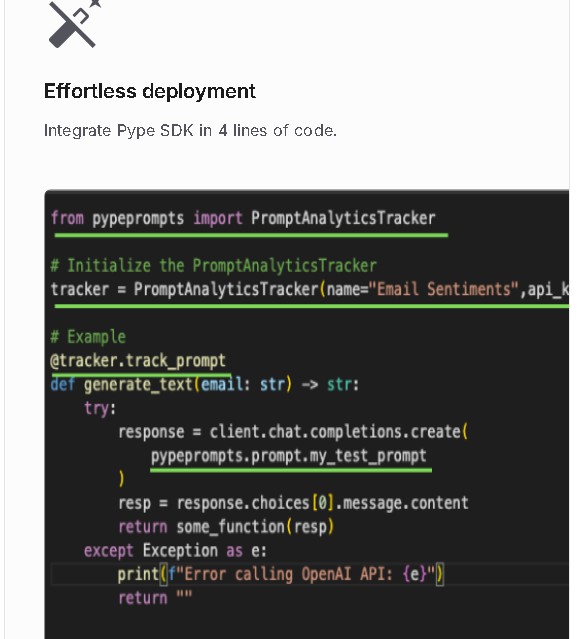 Effortless deployment
Integrate Pype SDK in 4 lines of code.
from pypeprompts import PromptAnalyticsTracker
# Initialize the PromptAnalyticsTracker
tracker = PromptAnalyticsTracker(name="Email Sentiments",api_k
# Example
@tracker.track_prompt
def generate_text(email: str) -> str:
try:
response = client.chat.completions.create(
pypeprompts.prompt.my_test_prompt
)
resp = response.choices[0].message.content
return some_function(resp)
except Exception as e:
print(f"Error calling OpenAI API: {e}")
return ""